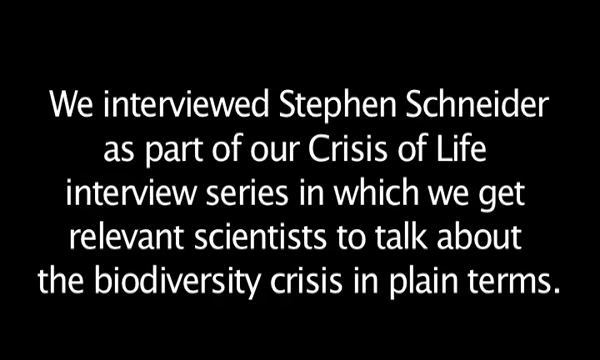 We interviewed Stephen Schneider
as part of our Crisis of Life
interview series in which we get
relevant scientists to talk about
the biodiversity crisis in plain terms.